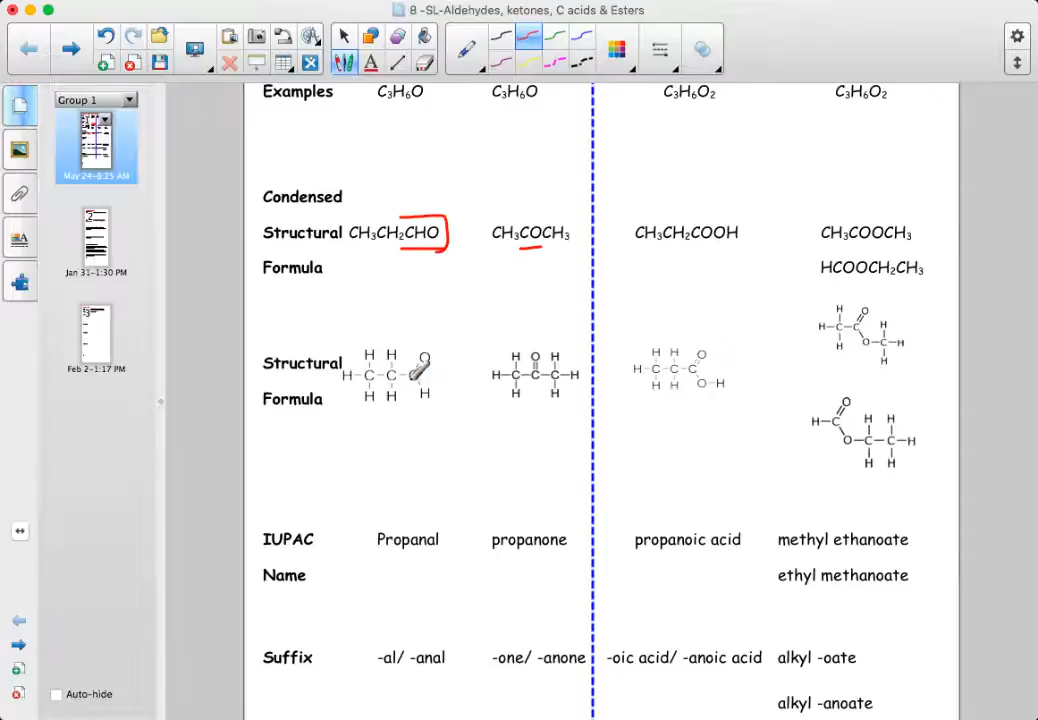 8 -SL-Aldehydes, ketones, C acids & Esters
Group 1
May 24-8:25 AM
2
Jan 31-1:30 PM
3
Feb 2-1:17 PM
Auto-hide
Examples C₃H₆O C₃H₆O C₃H₆O₂ C₃H₆O₂
Condensed
Structural CH₃CH₂CHO CH₃COCH₃ CH₃CH₂COOH CH₃COOCH₃
Formula HCOOCH₂CH₃
Structural
Formula
H H O
H-C-C-C
H H H
H O H
H-C-C-C-H
H H
H H O
H-C-C-C
H H O-H
H O
H-C-C H
H O-C-H
H
O
H-C H H
O-C-C-H
H H
IUPAC Propanal propanone propanoic acid methyl ethanoate
Name ethyl methanoate
Suffix -al/ -anal -one/ -anone -oic acid/ -anoic acid alkyl -oate
alkyl -anoate